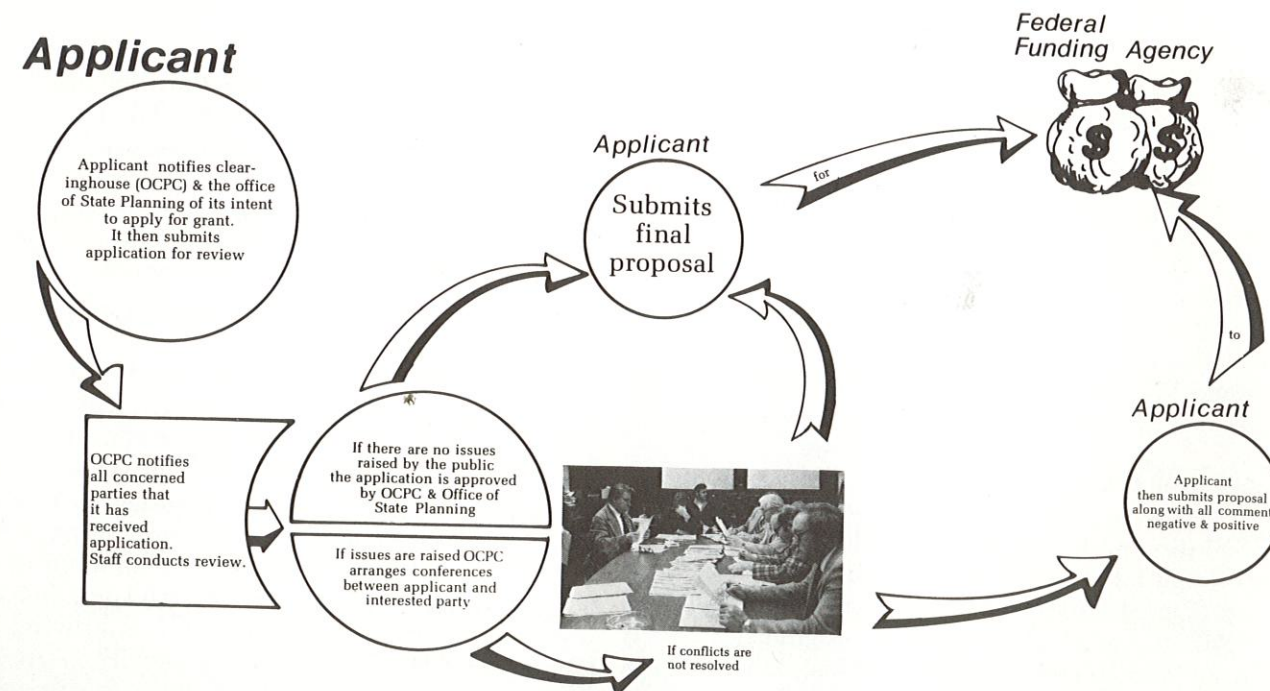 Applicant
Applicant notifies clear-
inghouse (OCPC) & the office
of State Planning of its intent
to apply for grant.
It then submits
application for review
OCPC notifies
all concerned
parties that
it has
received
application.
Staff conducts review.
If there are no issues
raised by the public
the application is approved
by OCPC & Office of
State Planning
If issues are raised OCPC
arranges conferences
between applicant and
interested party
If conflicts are
not resolved
Applicant
Submits
final
proposal
for
Federal
Funding Agency
$ $
to
Applicant
Applicant
then submits proposal
along with all comment
negative & positive